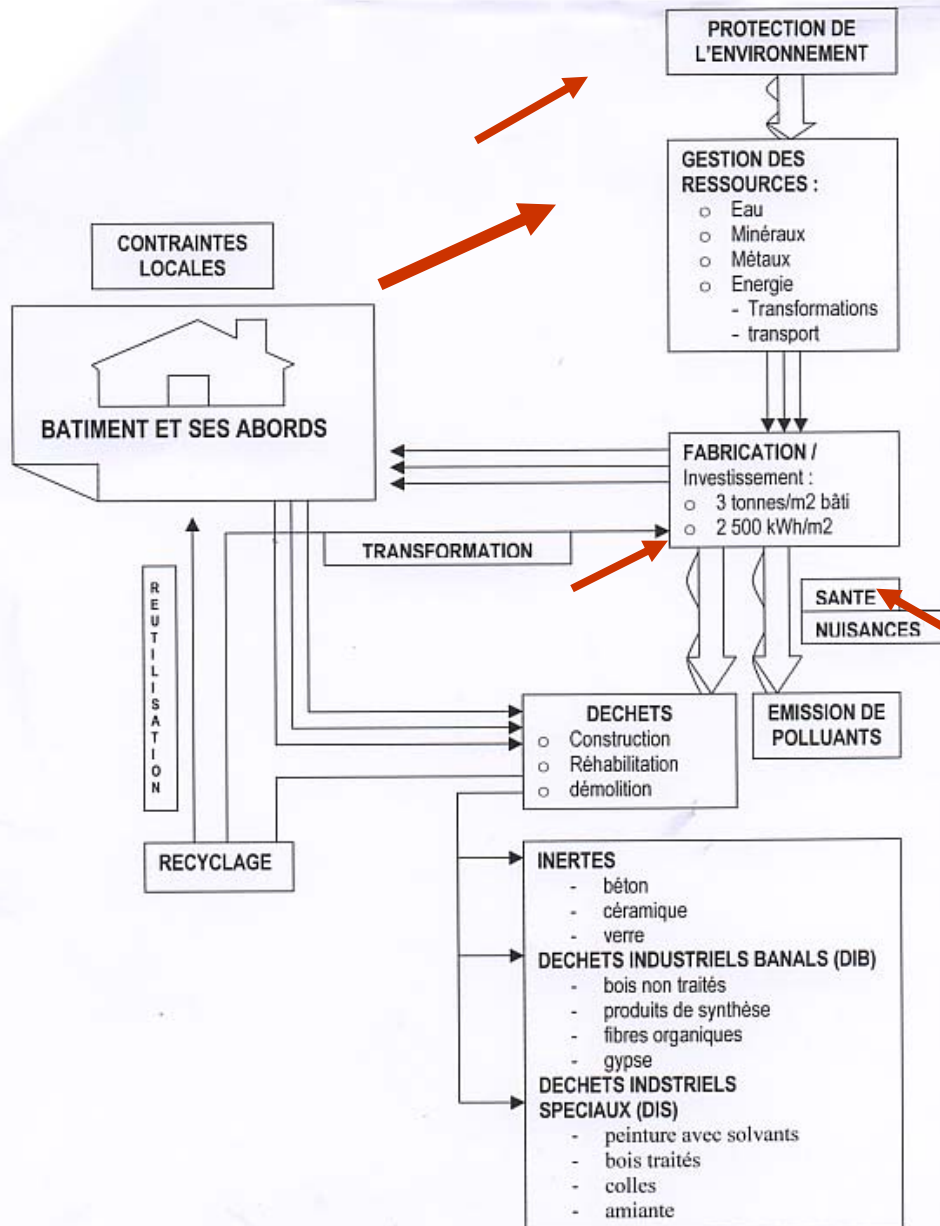 PROTECTION DE
L'ENVIRONNEMENT
GESTION DES
RESSOURCES :
o Eau
o Minéraux
o Métaux
o Energie
- Transformations
- transport
CONTRAINTES
LOCALES
BATIMENT ET SES ABORDS
FABRICATION /
Investissement :
o 3 tonnes/m2 bâti
o 2 500 kWh/m2
TRANSFORMATION
REUTILISATION
SANTE
NUISANCES
DECHETS
o Construction
o Réhabilitation
o démolition
EMISSION DE
POLLUANTS
RECYCLAGE
INERTES
- béton
- céramique
- verre
DECHETS INDUSTRIELS BANALS (DIB)
- bois non traités
- produits de synthèse
- fibres organiques
- gypse
DECHETS INDSTRIELS
SPECIAUX (DIS)
- peinture avec solvants
- bois traités
- colles
- amiante